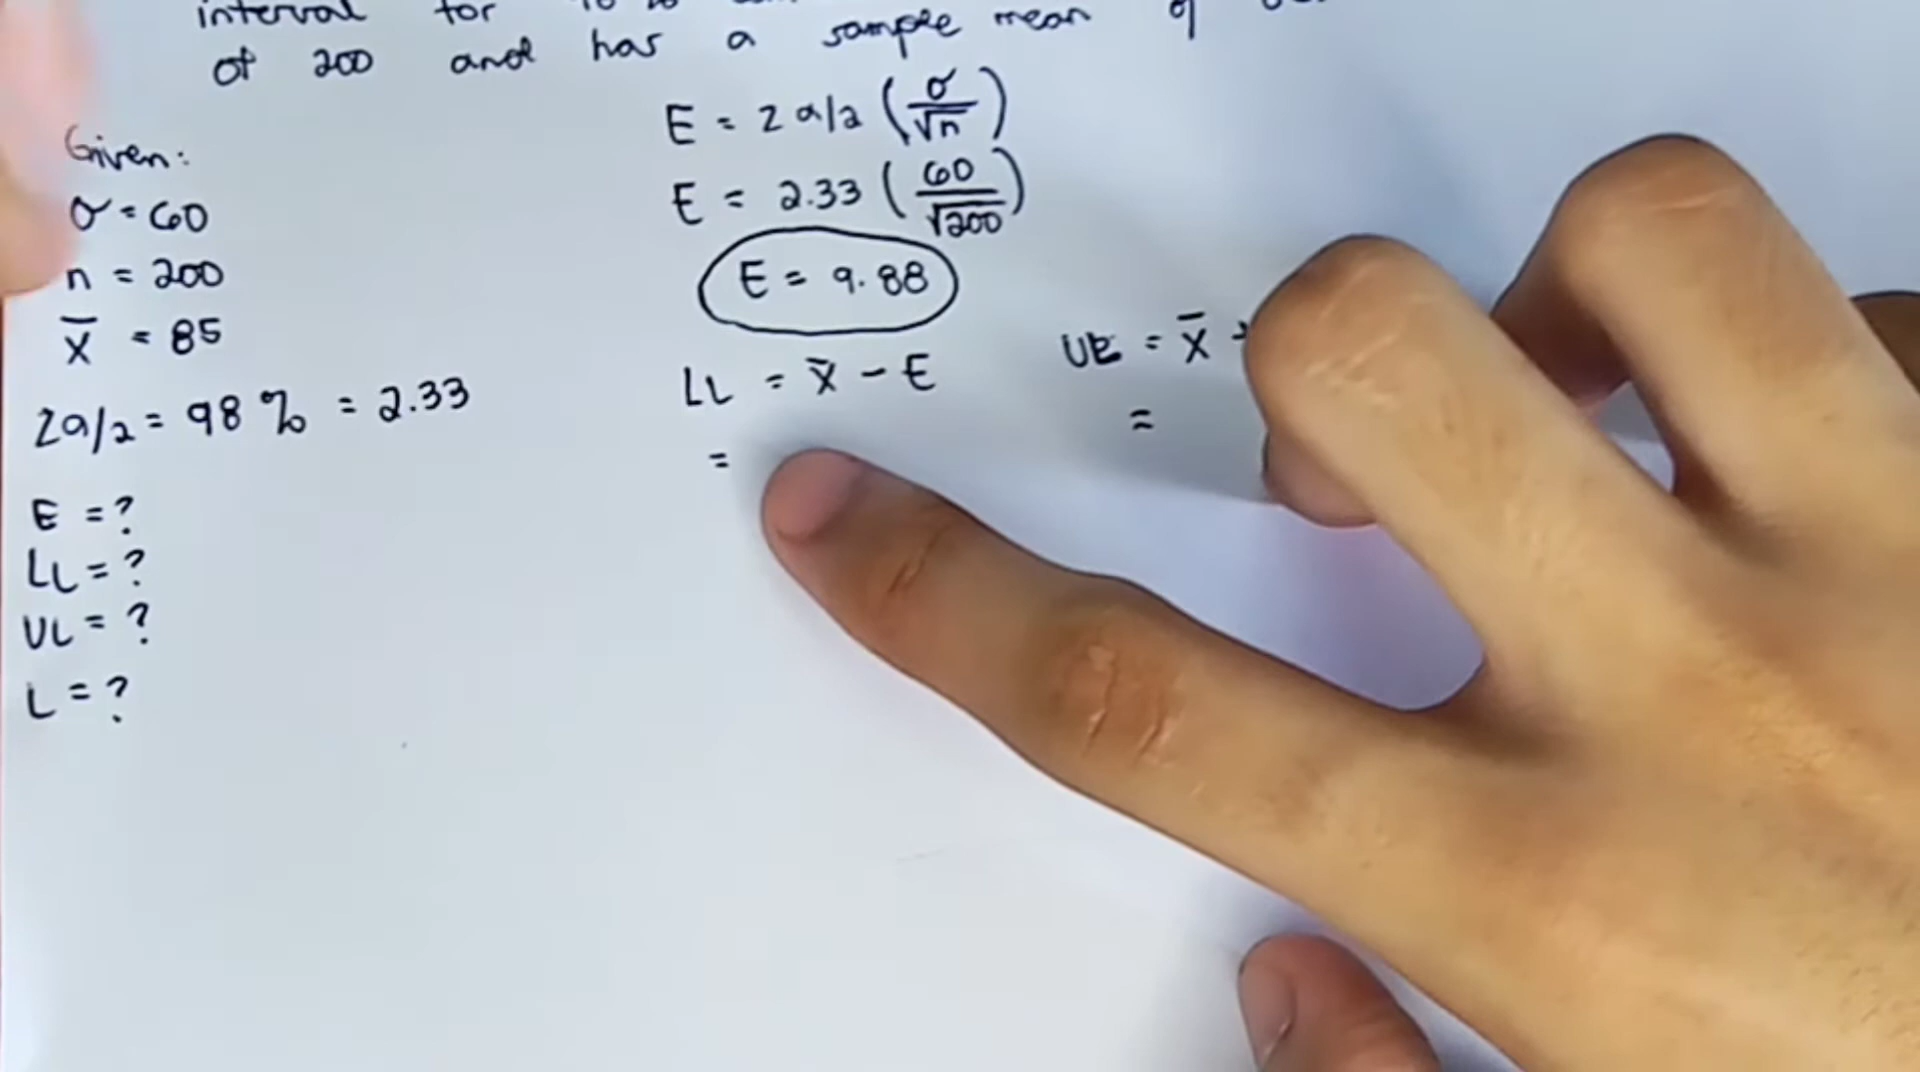 interval for
of 200 and has a sample mean of
Given:
σ = 60
n = 200
x̄ = 85
Zα/2 = 98 % = 2.33
E = ?
LL = ?
UL = ?
L = ?
E = Zα/2 (σ/√n)
E = 2.33 (60/√200)
E = 9.88
LL = x̄ - E
=
UL = x̄ +
=